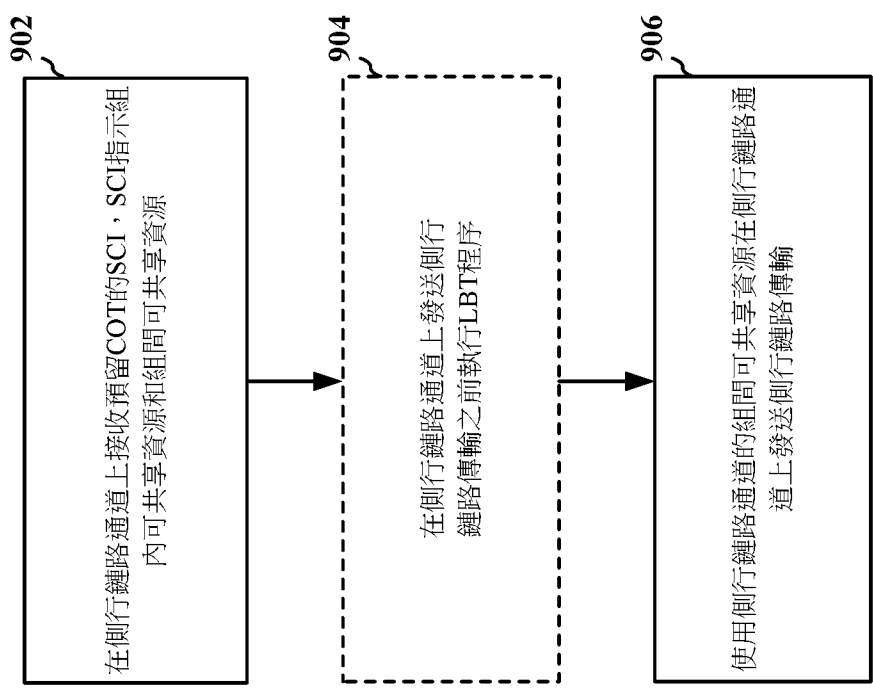 902
在側行鏈路通道上接收預留COT的SCI，SCI指示組
內可共享資源和組間可共享資源
904
在側行鏈路通道上發送側行
鏈路傳輸之前執行LBT程序
906
使用側行鏈路通道的組間可共享資源在側行鏈路通
道上發送側行鏈路傳輸